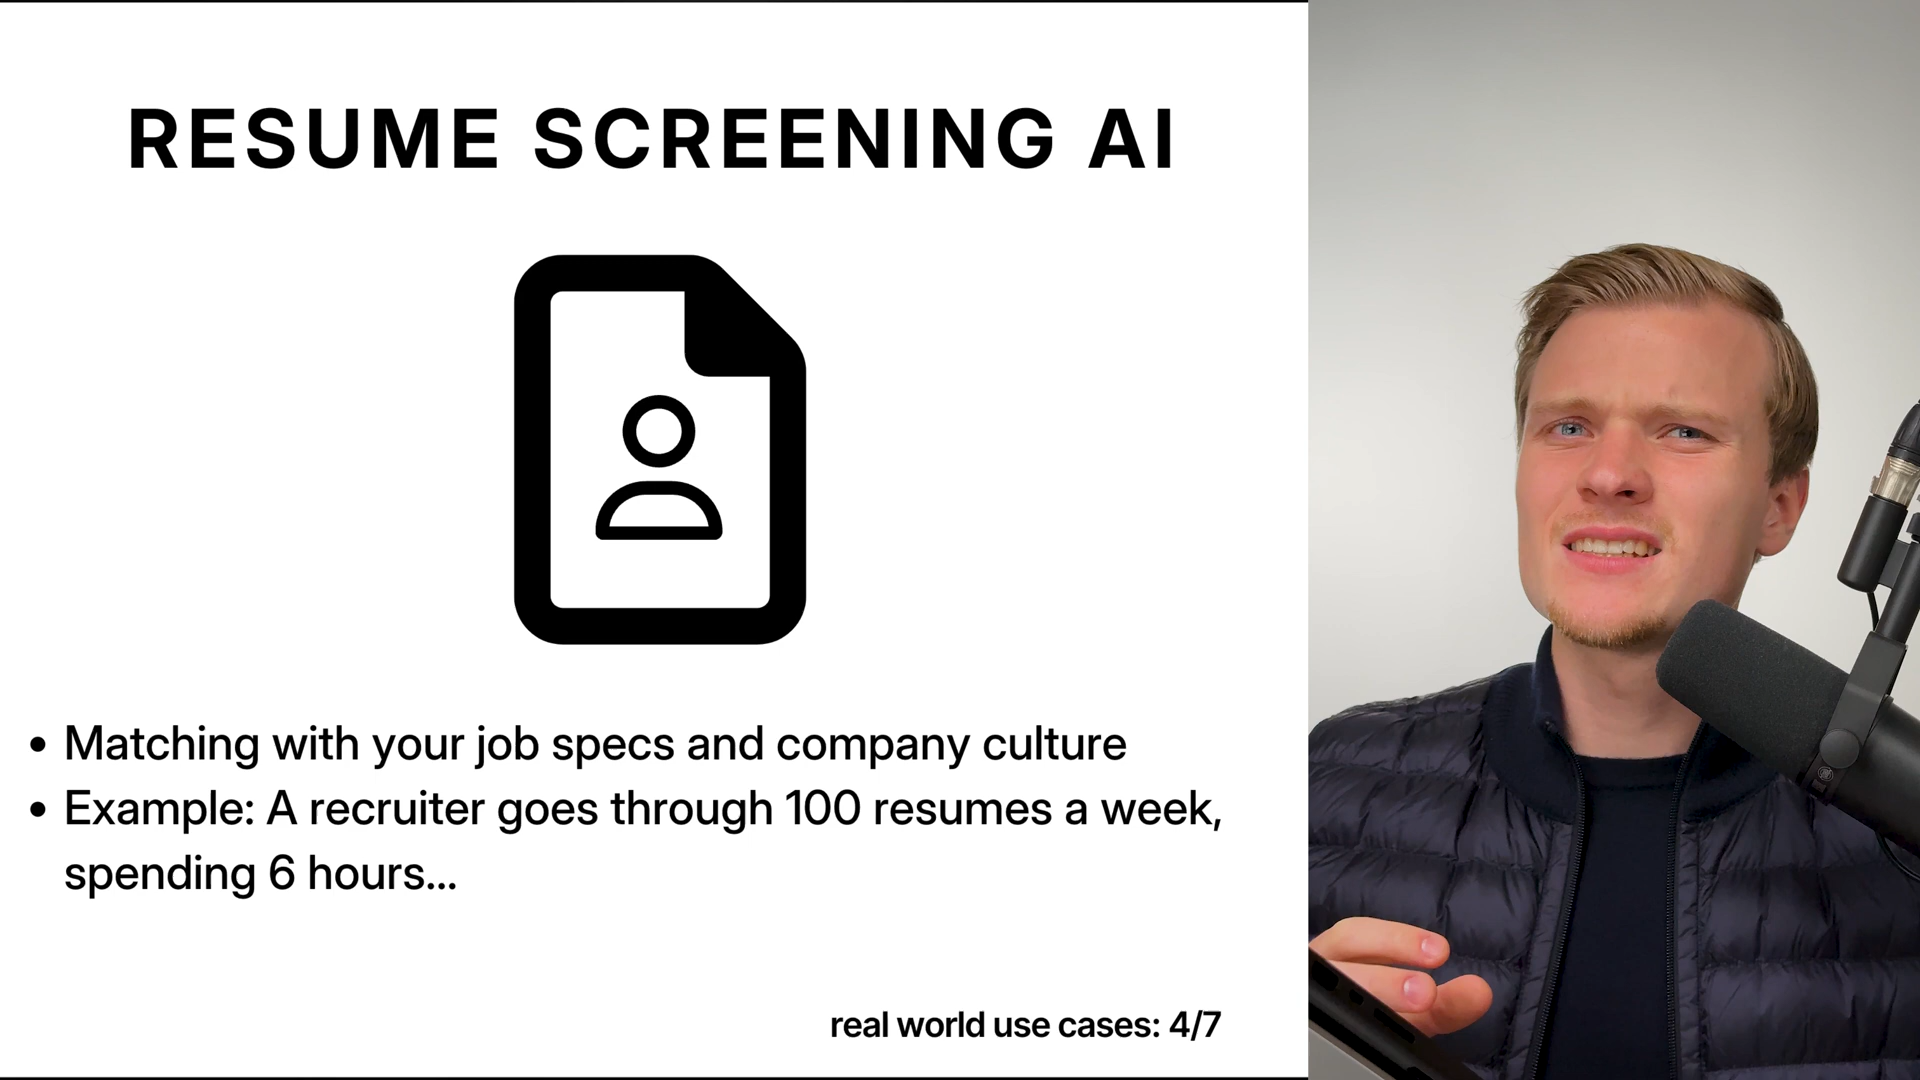 RESUME SCREENING AI
• Matching with your job specs and company culture
• Example: A recruiter goes through 100 resumes a week,
spending 6 hours...
real world use cases: 4/7